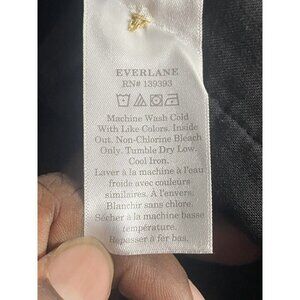 EVERLANE
RN# 139393
Machine Wash Cold
With Like Colors. Inside
Out. Non-Chlorine Bleach
Only. Tumble Dry Low.
Cool Iron.
Laver à la machine eau
froide avec couleurs
similaires. À l'envers.
Blanchir sans chlore.
Sécher à la machine basse
température.
Repasser à fer bas.